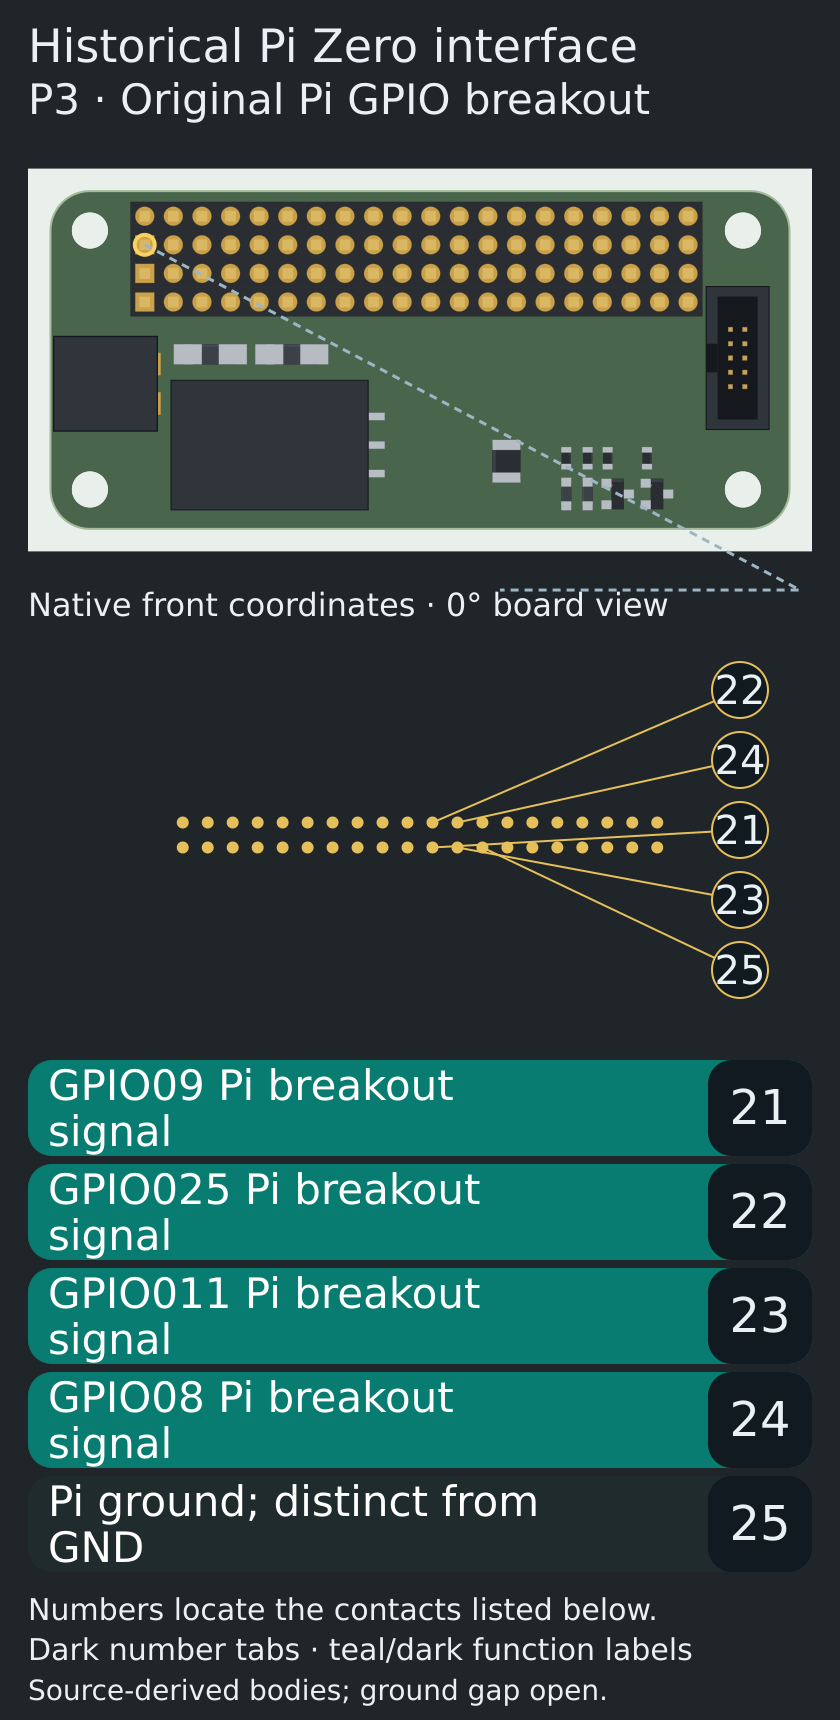 Historical Pi Zero interface
P3 · Original Pi GPIO breakout
Native front coordinates · 0° board view
22
24
21
23
25
GPIO09 Pi breakout
signal
21
GPIO025 Pi breakout
signal
22
GPIO011 Pi breakout
signal
23
GPIO08 Pi breakout
signal
24
Pi ground; distinct from
GND
25
Numbers locate the contacts listed below.
Dark number tabs · teal/dark function labels
Source-derived bodies; ground gap open.